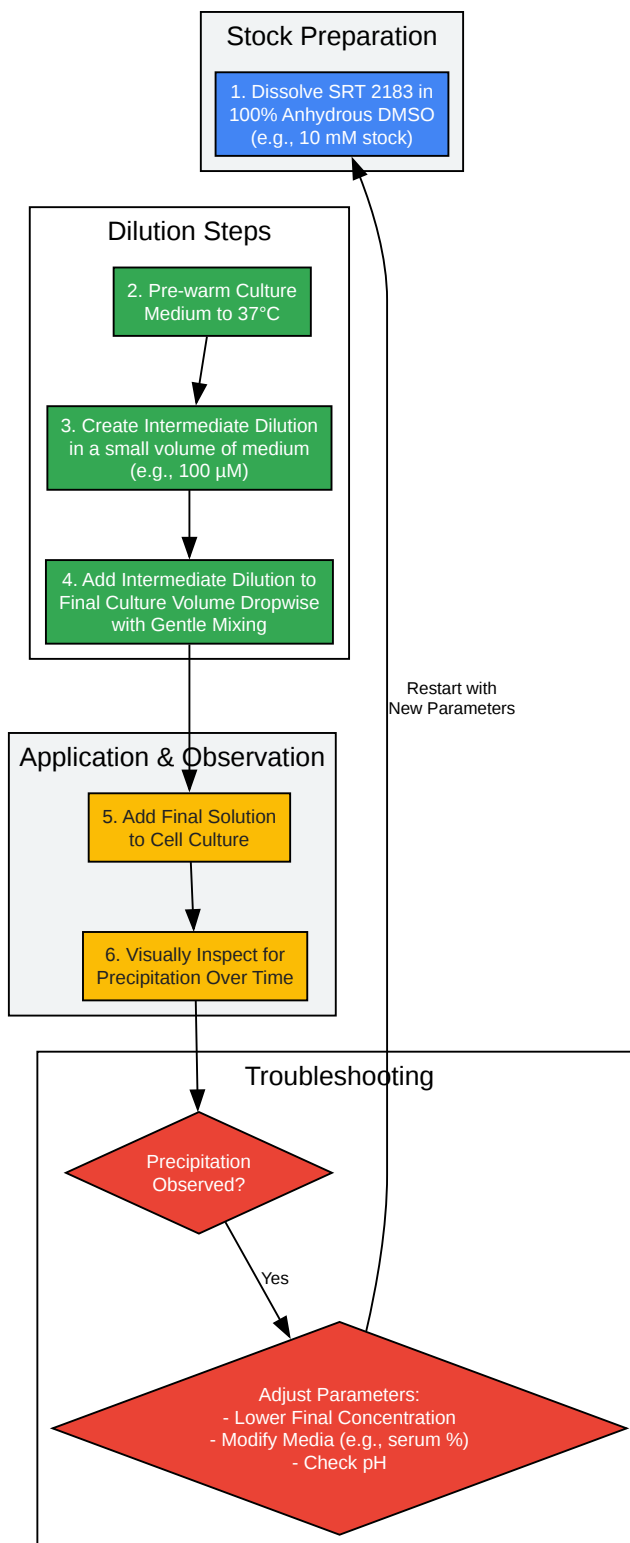 Stock Preparation
1. Dissolve SRT 2183 in
100% Anhydrous DMSO
(e.g., 10 mM stock)
Dilution Steps
2. Pre-warm Culture
Medium to 37°C
3. Create Intermediate Dilution
in a small volume of medium
(e.g., 100 µM)
4. Add Intermediate Dilution to
Final Culture Volume Dropwise
with Gentle Mixing
Restart with
New Parameters
Application & Observation
5. Add Final Solution
to Cell Culture
6. Visually Inspect for
Precipitation Over Time
Troubleshooting
Precipitation
Observed?
Yes
Adjust Parameters:
- Lower Final Concentration
- Modify Media (e.g., serum %)
- Check pH